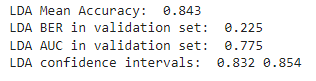 LDA Mean Accuracy:  0.843
LDA BER in validation set:  0.225
LDA AUC in validation set:  0.775
LDA confidence intervals:  0.832 0.854